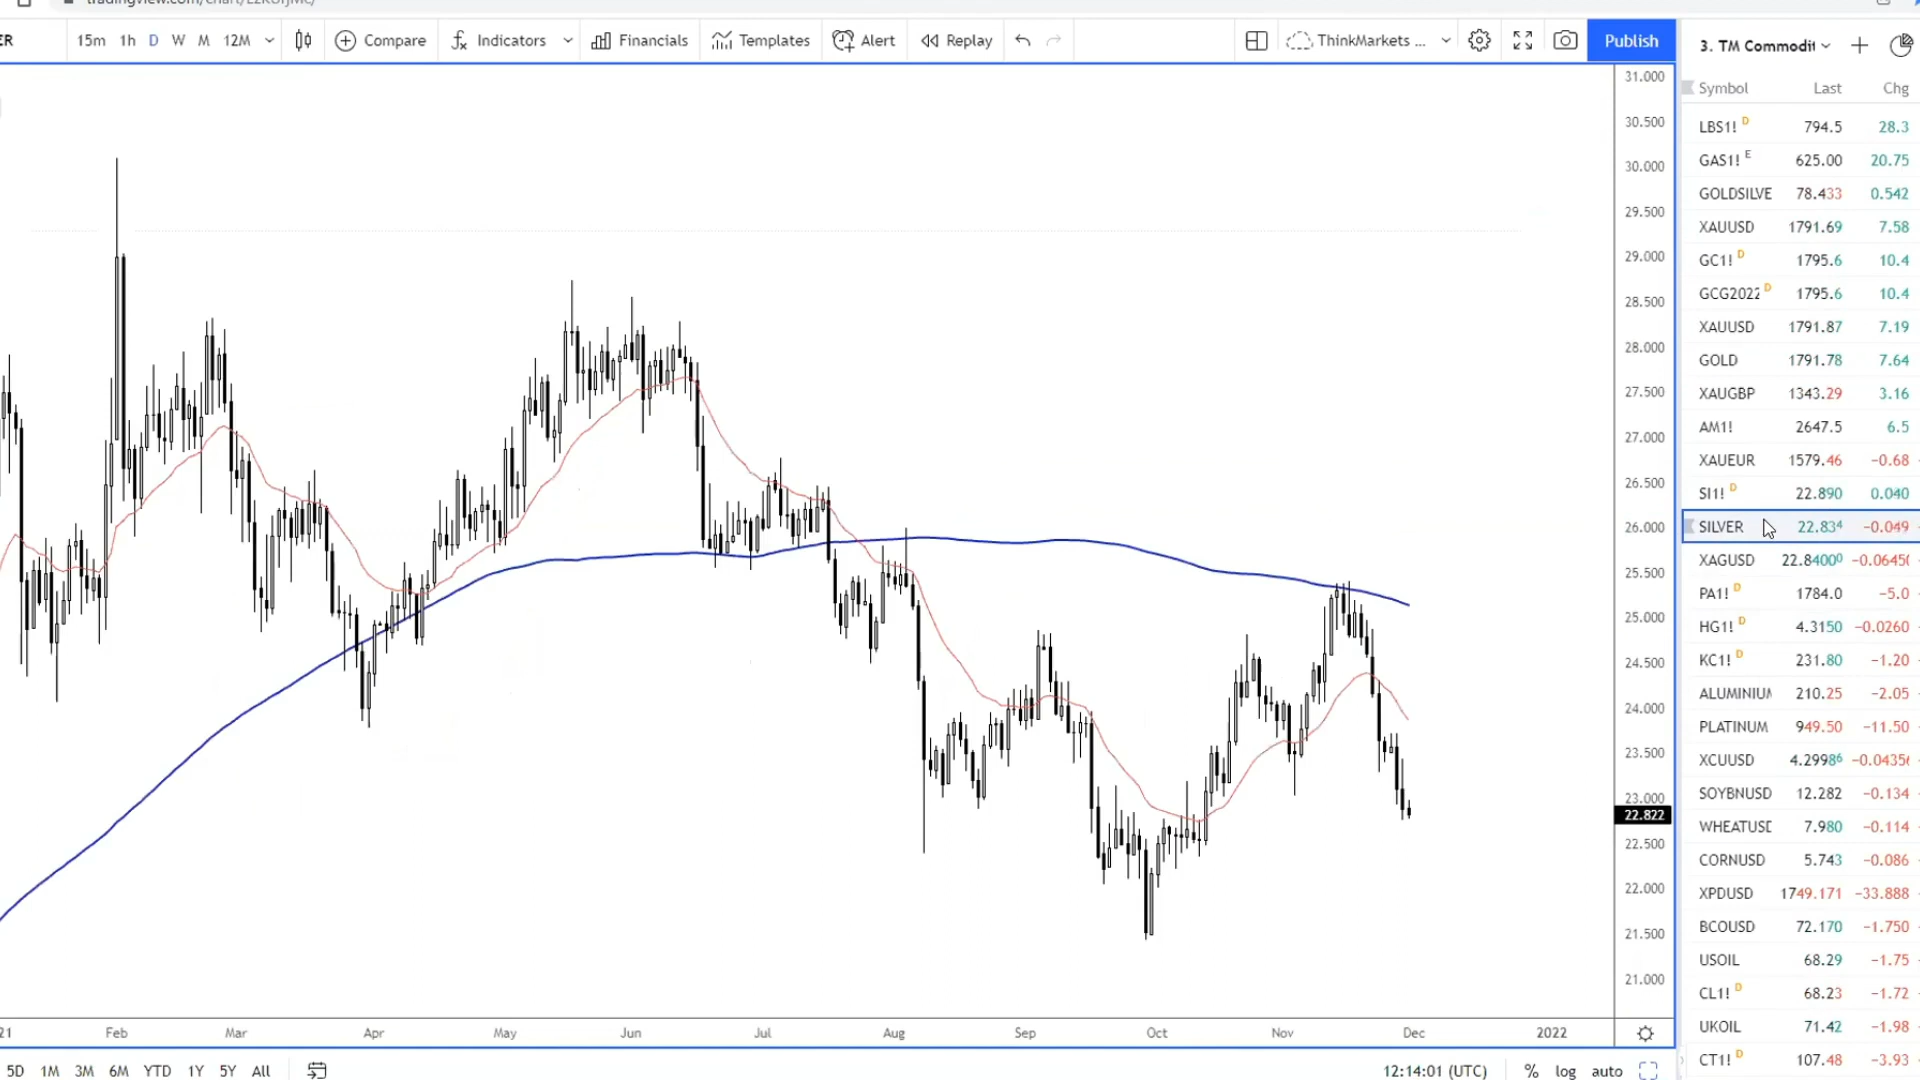 ER 15m 1h D W M 12M Compare Indicators Financials Templates Alert Replay ThinkMarkets ... Publish 3. TM Commodit
Symbol Last Chg
LBS1! D 794.5 28.3
GAS1! E 625.00 20.75
GOLDSILVE 78.433 0.542
XAUUSD 1791.69 7.58
GC1! D 1795.6 10.4
GCG2022 D 1795.6 10.4
XAUUSD 1791.87 7.19
GOLD 1791.78 7.64
XAUGBP 1343.29 3.16
AM1! 2647.5 6.5
XAUEUR 1579.46 -0.68
SI1! D 22.890 0.040
SILVER 22.834 -0.049
XAGUSD 22.84000 -0.06450
PA1! D 1784.0 -5.0
HG1! D 4.3150 -0.0260
KC1! D 231.80 -1.20
ALUMINIUM 210.25 -2.05
PLATINUM 949.50 -11.50
XCUUSD 4.29986 -0.0435
SOYBNUSD 12.282 -0.134
WHEATUSD 7.980 -0.114
CORNUSD 5.743 -0.086
XPDUSD 1749.171 -33.888
BCOUSD 72.170 -1.750
USOIL 68.29 -1.75
CL1! D 68.23 -1.72
UKOIL 71.42 -1.98
CT1! D 107.48 -3.93
31.000
30.500
30.000
29.500
29.000
28.500
28.000
27.500
27.000
26.500
26.000
25.500
25.000
24.500
24.000
23.500
23.000
22.822
22.500
22.000
21.500
21.000
21 Feb Mar Apr May Jun Jul Aug Sep Oct Nov Dec 2022
5D 1M 3M 6M YTD 1Y 5Y All 12:14:01 (UTC) % log auto